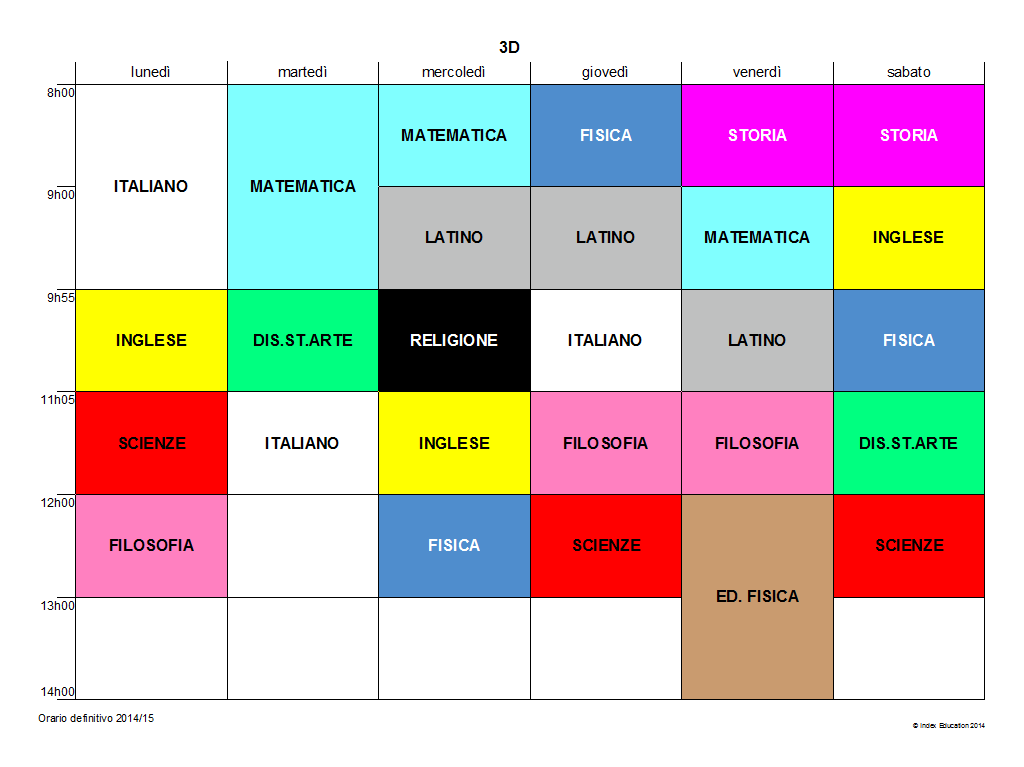 3D
lunedì martedì mercoledì giovedì venerdì sabato
8h00
MATEMATICA FISICA STORIA STORIA
ITALIANO MATEMATICA
9h00
LATINO LATINO MATEMATICA INGLESE
9h55
INGLESE DIS.ST.ARTE RELIGIONE ITALIANO LATINO FISICA
11h05
SCIENZE ITALIANO INGLESE FILOSOFIA FILOSOFIA DIS.ST.ARTE
12h00
FILOSOFIA FISICA SCIENZE SCIENZE
ED. FISICA
13h00
14h00
Orario definitivo 2014/15
© Index Education 2014